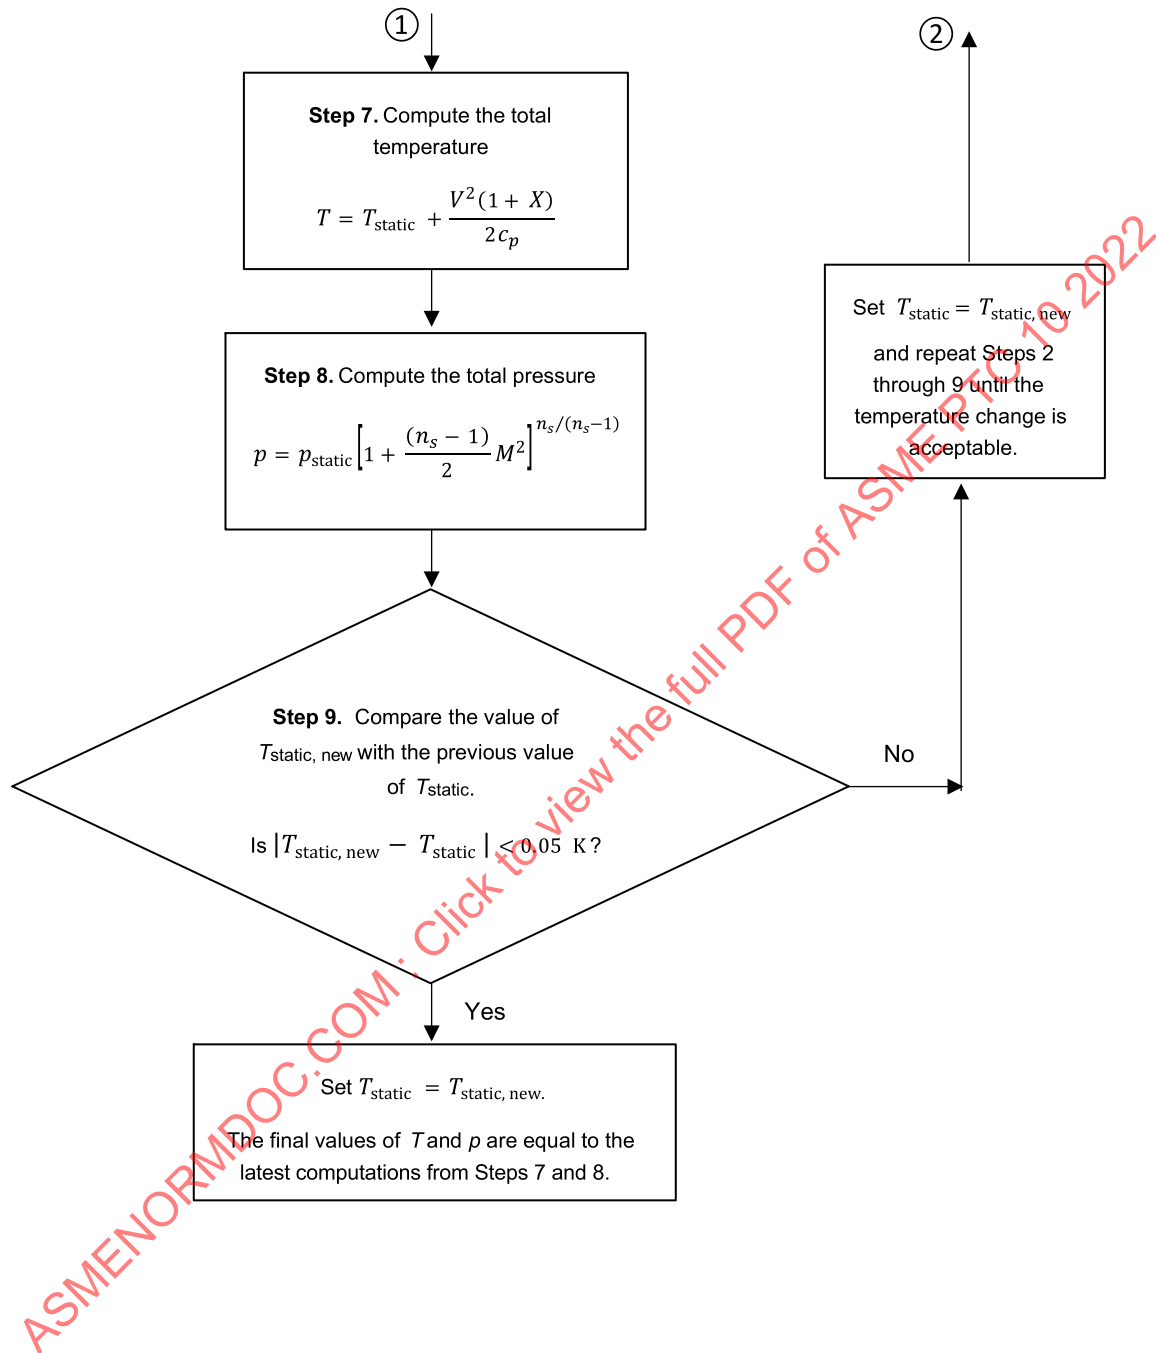 ①
②
Step 7. Compute the total
temperature
T = T_static + V²(1 + X) / 2c_p
Set T_static = T_static, new
and repeat Steps 2
through 9 until the
temperature change is
acceptable.
Step 8. Compute the total pressure
p = p_static [1 + (n_s − 1)/2 M²]^(n_s/(n_s−1))
Step 9. Compare the value of
T_static, new with the previous value
of T_static.
Is |T_static, new − T_static | < 0.05 K?
No
Yes
Set T_static = T_static, new.
The final values of T and p are equal to the
latest computations from Steps 7 and 8.
ASMENORMDOC.COM : Click to view the full PDF of ASME PTC 10 2022